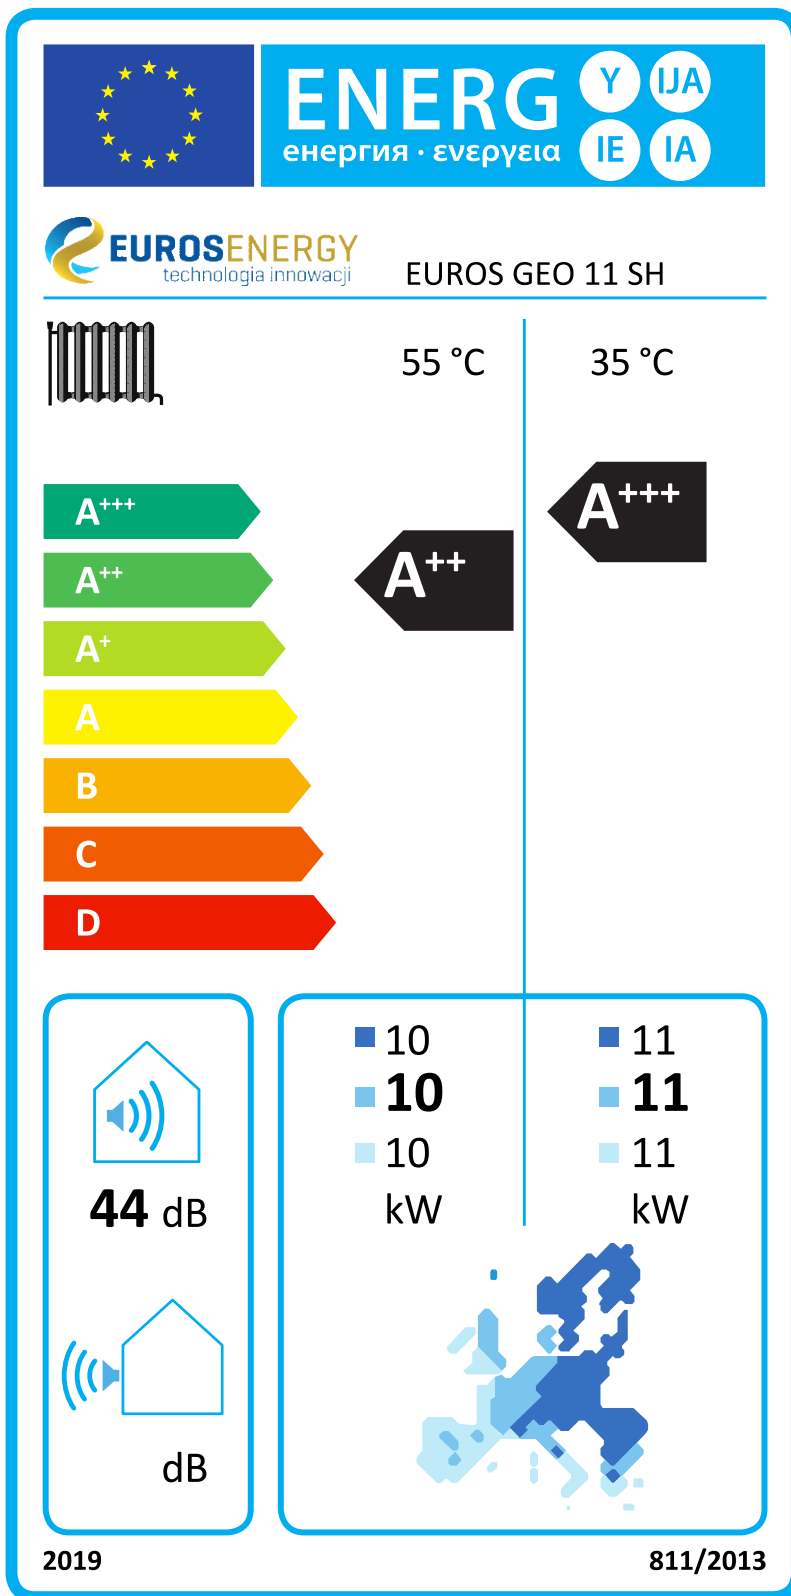 ENERG
енергия · ενεργεια
Y IJA
IE IA
EUROSENERGY
technologia innowacji
EUROS GEO 11 SH
55 °C 35 °C
A+++
A++
A+
A
B
C
D
A++
A+++
44 dB
dB
10 11
10 11
10 11
kW kW
2019 811/2013